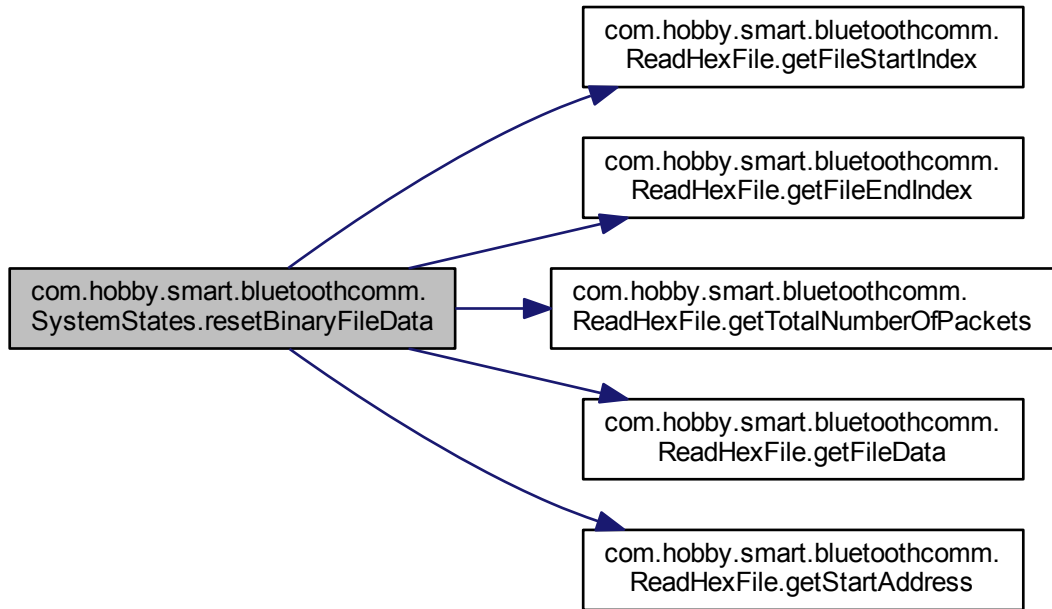 com.hobby.smart.bluetoothcomm.
ReadHexFile.getFileStartIndex
com.hobby.smart.bluetoothcomm.
ReadHexFile.getFileEndIndex
com.hobby.smart.bluetoothcomm.
SystemStates.resetBinaryFileData
com.hobby.smart.bluetoothcomm.
ReadHexFile.getTotalNumberOfPackets
com.hobby.smart.bluetoothcomm.
ReadHexFile.getFileData
com.hobby.smart.bluetoothcomm.
ReadHexFile.getStartAddress